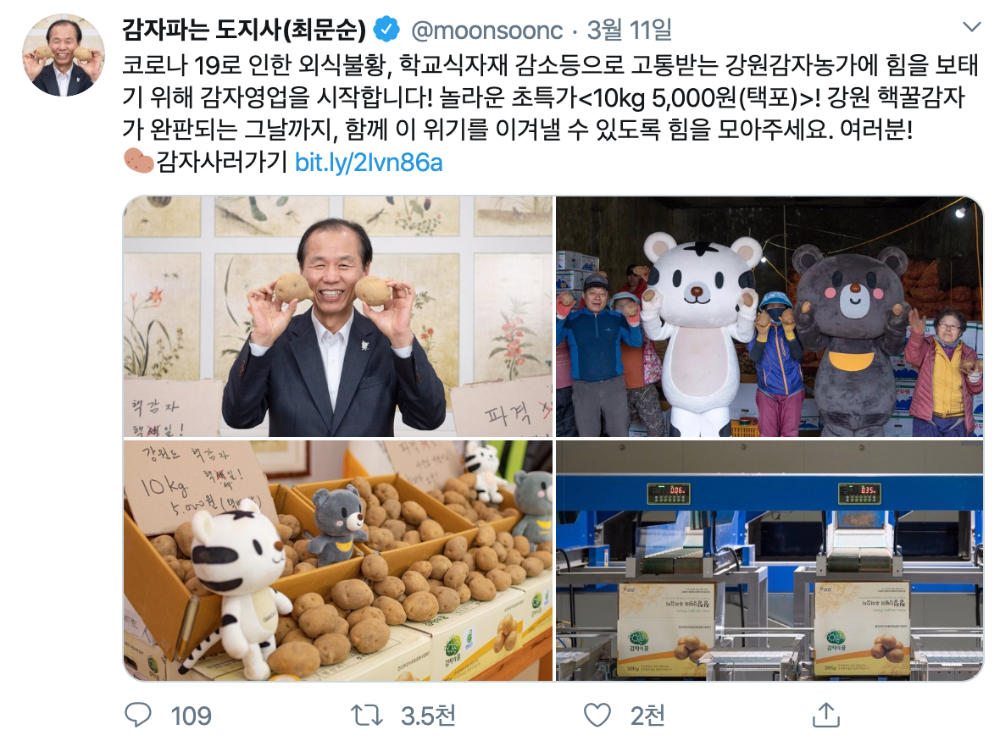 감자파는 도지사(최문순) @moonsoonc · 3월 11일
코로나 19로 인한 외식불황, 학교식자재 감소등으로 고통받는 강원감자농가에 힘을 보태
기 위해 감자영업을 시작합니다! 놀라운 초특가<10kg 5,000원(택포)>! 강원 핵꿀감자
가 완판되는 그날까지, 함께 이 위기를 이겨낼 수 있도록 힘을 모아주세요. 여러분!
감자사러가기 bit.ly/2Ivn86a
핵감자
핵세일!
파격
강원도 핵감자
핵세일!
10kg
5,000원
감자의꿈
0.06
0.35
감자의꿈
20Kg
감자의꿈
20Kg
109
3.5천
2천